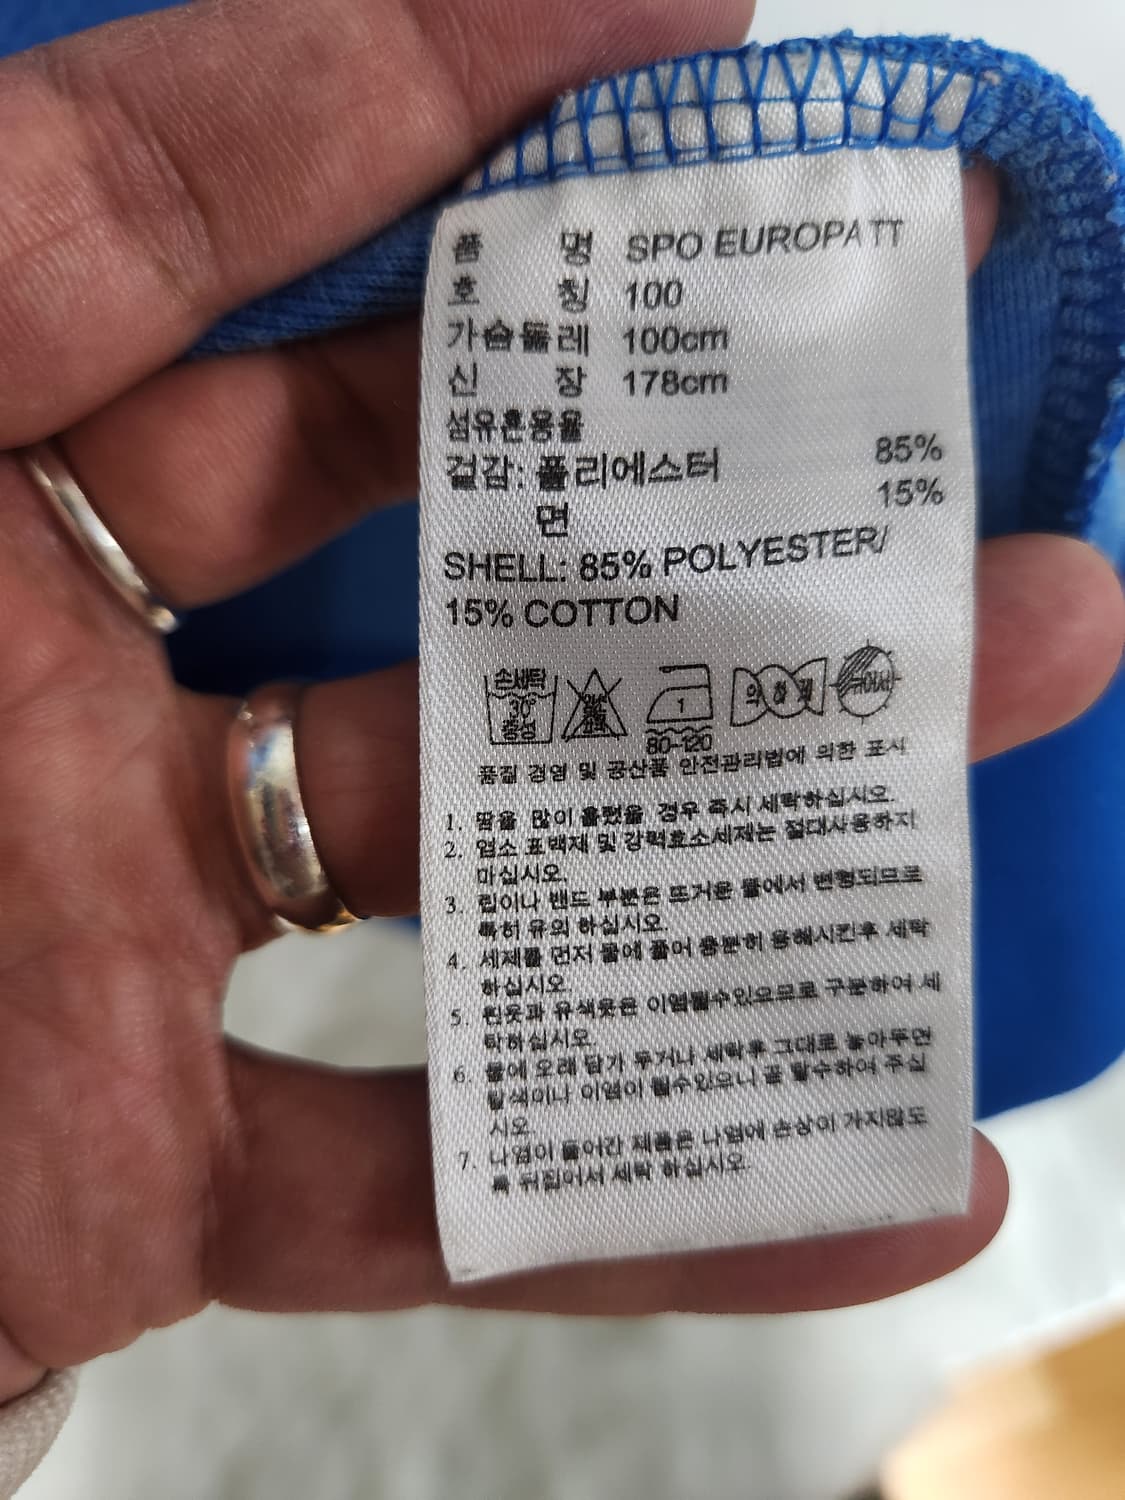 품 명 SPO EUROPA TT
호 칭 100
가슴둘레 100cm
신 장 178cm
섬유혼용율
겉감: 폴리에스터 85%
면 15%
SHELL: 85% POLYESTER/
15% COTTON
손세탁
30°
중성
1
80-120
품질 경영 및 공산품 안전관리법에 의한 표시
1. 땀을 많이 흘렸을 경우 즉시 세탁하십시오.
2. 염소 표백제 및 강력효소세제는 절대사용하지
마십시오.
3. 립이나 밴드 부분은 뜨거운 물에서 변형되므로
특히 유의 하십시오.
4. 세제를 먼저 물에 풀어 충분히 용해시킨후 세탁
하십시오.
5. 흰옷과 유색옷은 이염될수있으므로 구분하여 세
탁하십시오.
6. 물에 오래 담가 두거나 세탁후 그대로 놓아두면
탈색이나 이염이 될수있으니 곧 탈수하여 주십
시오.
7. 나염이 들어간 제품은 나염에 손상이 가지않도
록 뒤집어서 세탁 하십시오.